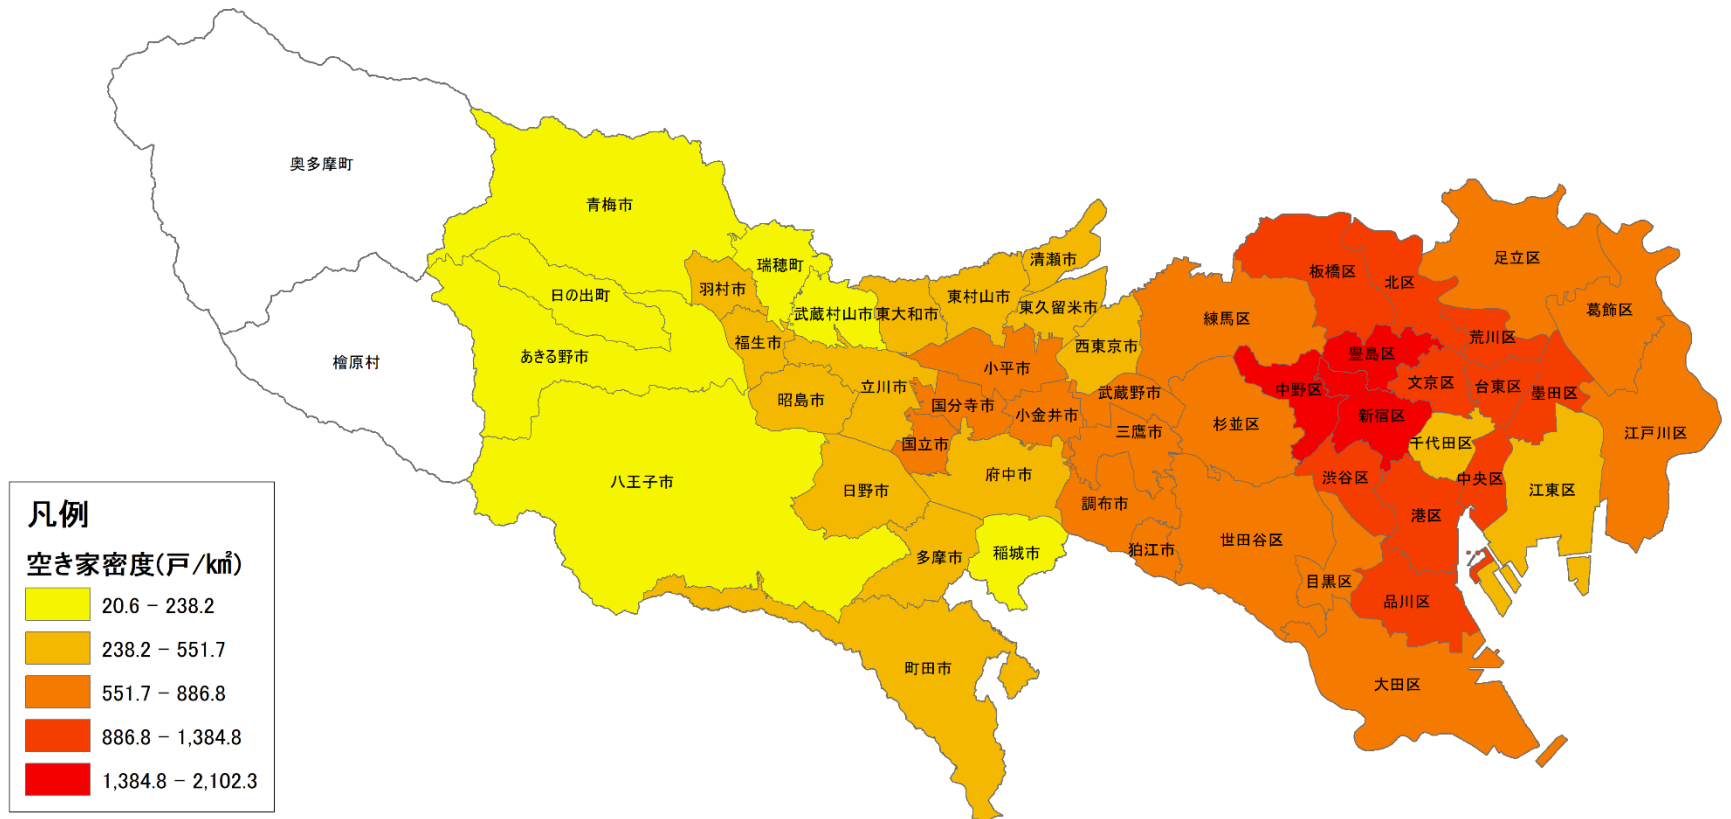 奥多摩町
青梅市
瑞穂町
日の出町
羽村市
武蔵村山市
東大和市
東村山市
清瀬市
東久留米市
西東京市
檜原村
あきる野市
福生市
昭島市
立川市
小平市
国分寺市
小金井市
国立市
武蔵野市
三鷹市
八王子市
日野市
府中市
調布市
狛江市
多摩市
稲城市
町田市
練馬区
板橋区
北区
足立区
葛飾区
荒川区
豊島区
中野区
文京区
台東区
墨田区
杉並区
新宿区
千代田区
江戸川区
渋谷区
中央区
江東区
港区
世田谷区
目黒区
品川区
大田区
凡例
空き家密度(戸/k㎡)
20.6 – 238.2
238.2 – 551.7
551.7 – 886.8
886.8 – 1,384.8
1,384.8 – 2,102.3